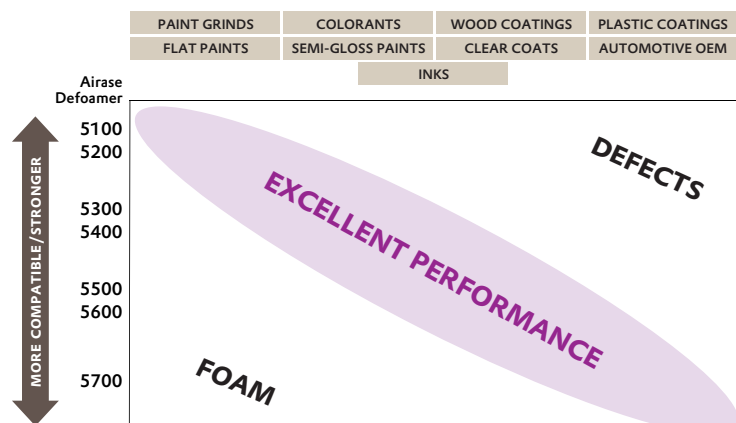 PAINT GRINDS COLORANTS WOOD COATINGS PLASTIC COATINGS
FLAT PAINTS SEMI-GLOSS PAINTS CLEAR COATS AUTOMOTIVE OEM
INKS
Airase
Defoamer
5100
5200
5300
5400
5500
5600
5700
MORE COMPATIBLE/STRONGER
DEFECTS
EXCELLENT PERFORMANCE
FOAM